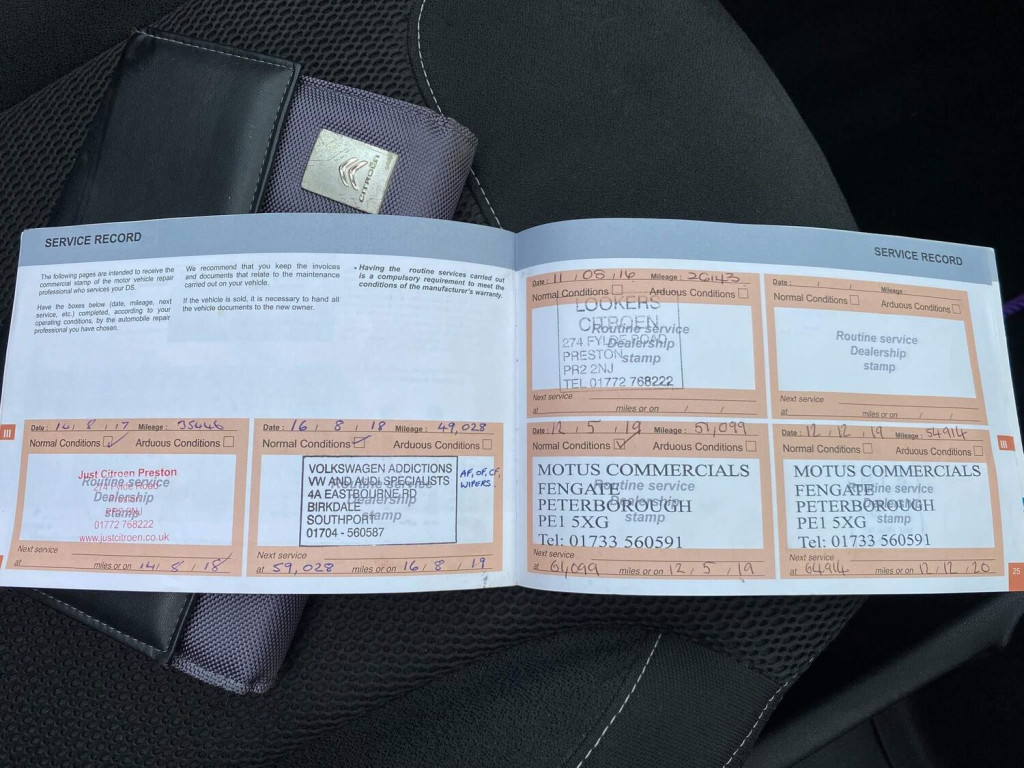 CITROËN
SERVICE RECORD
The following pages are intended to receive the
commercial stamp of the motor vehicle repair
professional who services your DS.
Have the boxes below (date, mileage, next
service, etc.) completed, according to your
operating conditions, by the automobile repair
professional you have chosen.
We recommend that you keep the invoices
and documents that relate to the maintenance
carried out on your vehicle.
If the vehicle is sold, it is necessary to hand all
the vehicle documents to the new owner.
• Having the routine services carried out
is a compulsory requirement to meet the
conditions of the manufacturer's warranty.
III
Date: 14 / 8 / 17 Mileage: 35446
Normal Conditions Arduous Conditions
Just Citroen Preston
Routine service
Dealership
stamp
01772 768222
www.justcitroen.co.uk
Next service
at miles or on 14 / 8 / 18
Date: 16 / 8 / 18 Mileage: 49,028
Normal Conditions Arduous Conditions
VOLKSWAGEN ADDICTIONS
VW AND AUDI SPECIALISTS
4A EASTBOURNE RD
BIRKDALE
SOUTHPORT
01704 - 560587
Routine service
Dealership
stamp
AF, OF, CF,
WIPERS.
Next service
at 59,028 miles or on 16 / 8 / 19
SERVICE RECORD
Date: 11 / 05 / 16 Mileage: 26143
Normal Conditions Arduous Conditions
LOOKERS
CITROEN
274 FYLDE ROAD
PRESTON
PR2 2NJ
TEL 01772 768222
Routine service
Dealership
stamp
Next service
at miles or on / /
Date: / / Mileage:
Normal Conditions Arduous Conditions
Routine service
Dealership
stamp
Next service
at miles or on / /
Date: 12 / 5 / 19 Mileage: 51,099
Normal Conditions Arduous Conditions
MOTUS COMMERCIALS
FENGATE
PETERBOROUGH
PE1 5XG
Tel: 01733 560591
Routine service
Dealership
stamp
Next service
at 61,099 miles or on 12 / 5 / 19
Date: 12 / 12 / 19 Mileage: 54914
Normal Conditions Arduous Conditions
MOTUS COMMERCIALS
FENGATE
PETERBOROUGH
PE1 5XG
Tel: 01733 560591
Routine service
Dealership
stamp
Next service
at 64914 miles or on 12 / 12 / 20
III
25